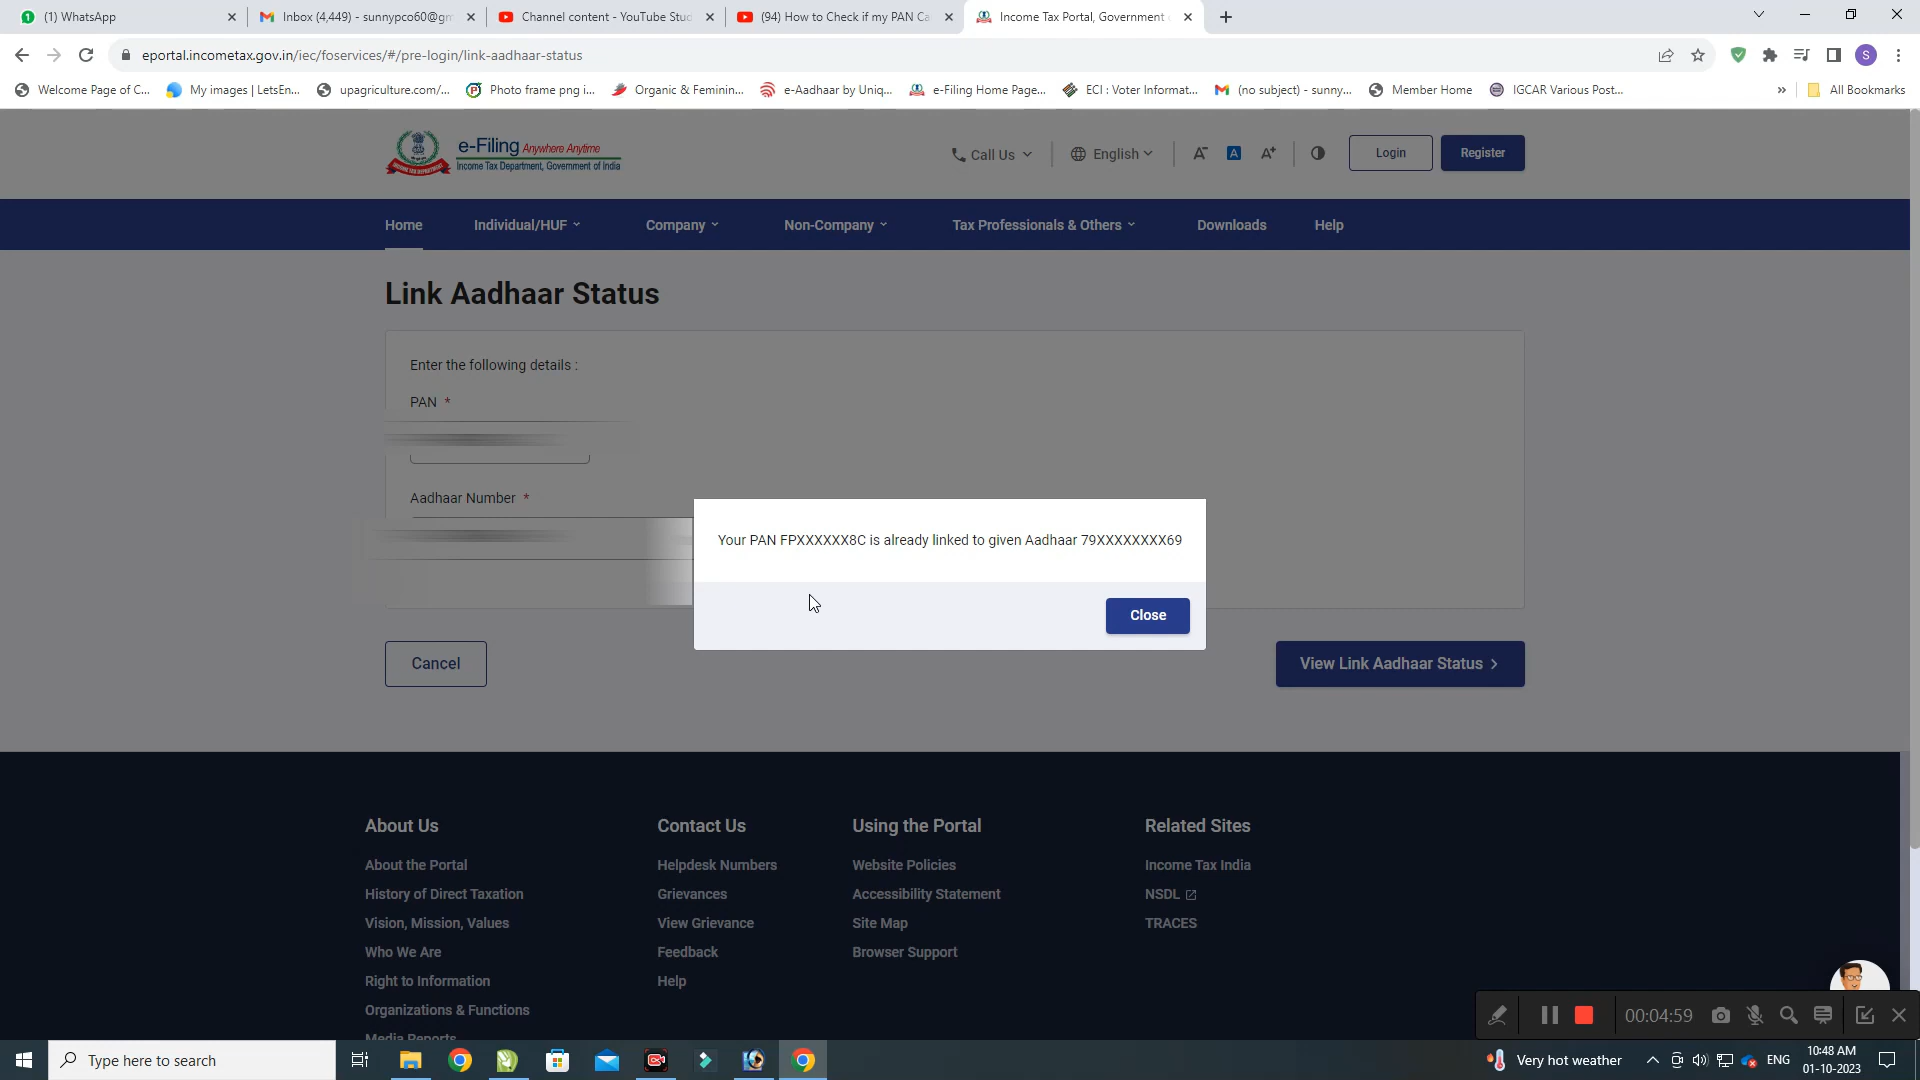 (1) WhatsApp
Inbox (4,449) - sunnypco60@gm
Channel content - YouTube Stud
(94) How to Check if my PAN Ca
Income Tax Portal, Government
eportal.incometax.gov.in/iec/foservices/#/pre-login/link-aadhaar-status
S
Welcome Page of C...
My images | LetsEn...
upagriculture.com/...
Photo frame png i...
Organic & Feminin...
e-Aadhaar by Uniq...
e-Filing Home Page...
ECI : Voter Informat...
(no subject) - sunny...
Member Home
IGCAR Various Post...
»
All Bookmarks
e-Filing Anywhere Anytime
Income Tax Department, Government of India
Call Us
English
A-
A
A+
Login
Register
Home
Individual/HUF
Company
Non-Company
Tax Professionals & Others
Downloads
Help
Link Aadhaar Status
Enter the following details :
PAN *
Aadhaar Number *
Your PAN FPXXXXXX8C is already linked to given Aadhaar 79XXXXXXXX69
Close
Cancel
View Link Aadhaar Status >
About Us
About the Portal
History of Direct Taxation
Vision, Mission, Values
Who We Are
Right to Information
Organizations & Functions
Media Reports
Contact Us
Helpdesk Numbers
Grievances
View Grievance
Feedback
Help
Using the Portal
Website Policies
Accessibility Statement
Site Map
Browser Support
Related Sites
Income Tax India
NSDL
TRACES
00:04:59
Type here to search
Very hot weather
ENG
10:48 AM
01-10-2023